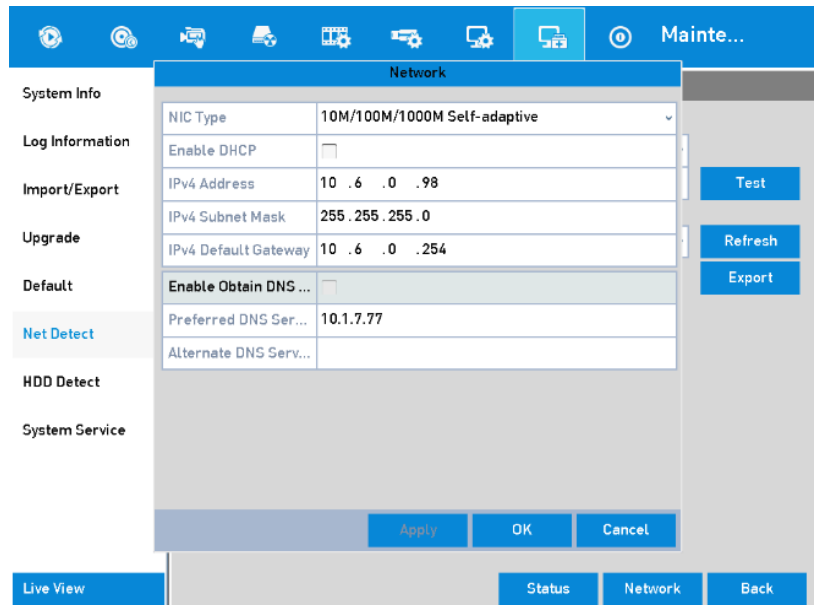 Mainte...
System Info
Log Information
Import/Export
Upgrade
Default
Net Detect
HDD Detect
System Service
Live View
Network
NIC Type 10M/100M/1000M Self-adaptive
Enable DHCP
IPv4 Address 10 .6 .0 .98
IPv4 Subnet Mask 255.255.255.0
IPv4 Default Gateway 10 .6 .0 .254
Enable Obtain DNS ...
Preferred DNS Ser... 10.1.7.77
Alternate DNS Serv...
Apply OK Cancel
Test
Refresh
Export
Status Network Back